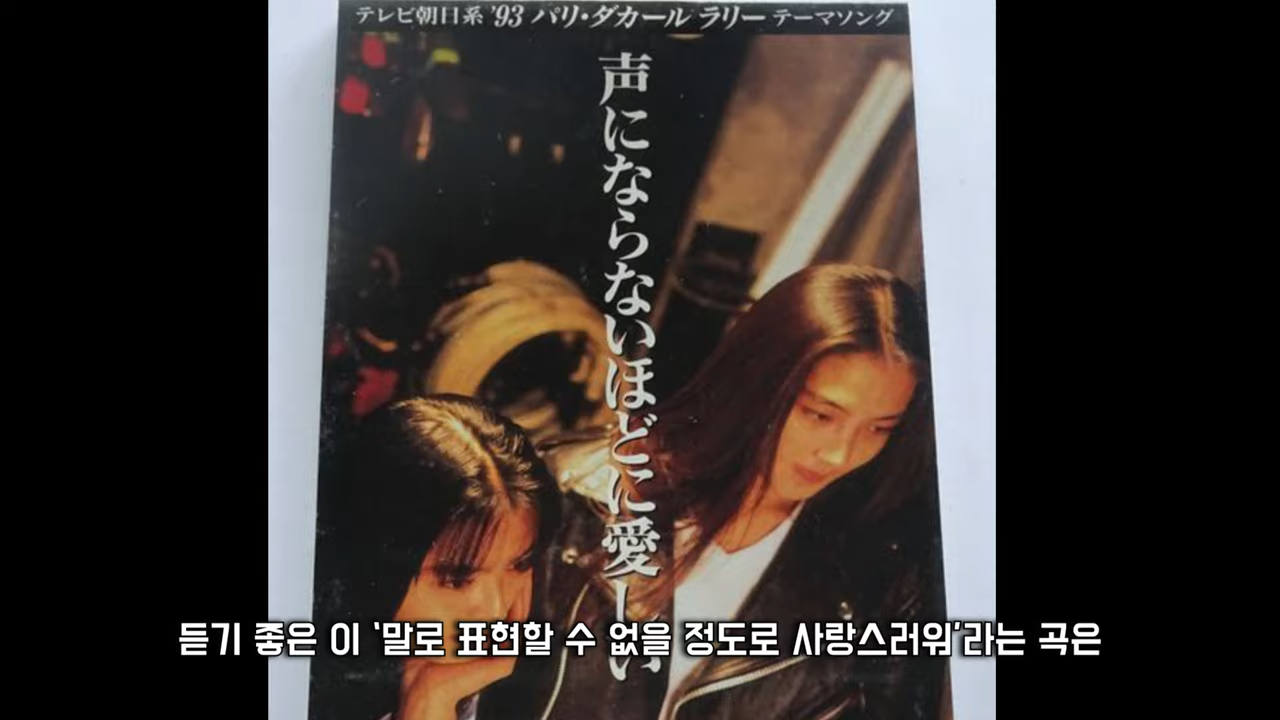 テレビ朝日系 '93 パリ・ダカール ラリー テーマソング
声にならないほどに愛しい
듣기 좋은 이 '말로 표현할 수 없을 정도로 사랑스러워'라는 곡은